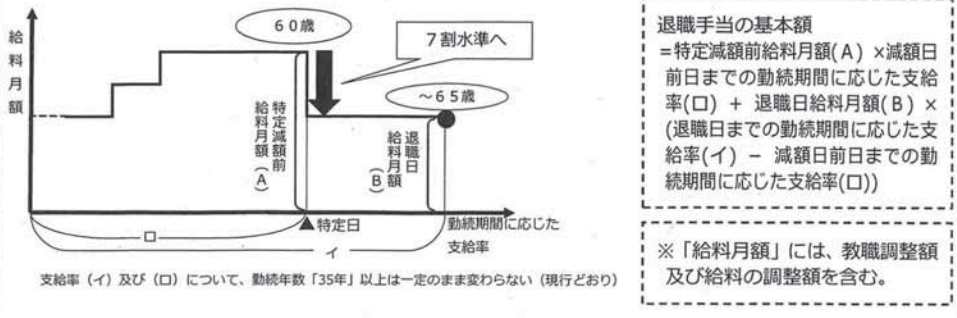 給料月額
60歳
7割水準へ
~65歳
特定減額前
給料月額(A)
退職日
給料月額
(B)
▲特定日
勤続期間に応じた
支給率
ロ
イ
支給率(イ)及び(ロ)について、勤続年数「35年」以上は一定のまま変わらない(現行どおり)
退職手当の基本額
=特定減額前給料月額(A)×減額日
前日までの勤続期間に応じた支給
率(ロ) + 退職日給料月額(B) ×
(退職日までの勤続期間に応じた支
給率(イ) - 減額日前日までの勤
続期間に応じた支給率(ロ))
※「給料月額」には、教職調整額
及び給料の調整額を含む。